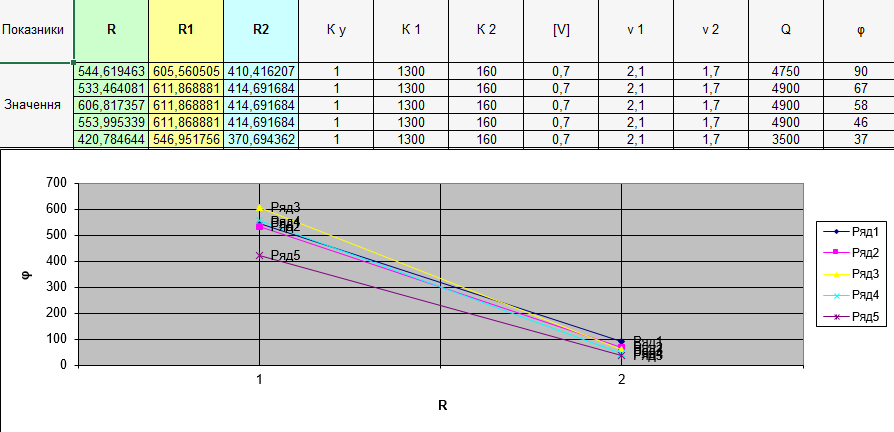 Показники R R1 R2 К у К 1 К 2 [V] v 1 v 2 Q φ
544,619463 605,560505 410,416207 1 1300 160 0,7 2,1 1,7 4750 90
533,464081 611,868881 414,691684 1 1300 160 0,7 2,1 1,7 4900 67
Значення 606,817357 611,868881 414,691684 1 1300 160 0,7 2,1 1,7 4900 58
553,995339 611,868881 414,691684 1 1300 160 0,7 2,1 1,7 4900 46
420,784644 546,951756 370,694362 1 1300 160 0,7 2,1 1,7 3500 37
700
600
500
400
300
200
100
0
φ
Ряд3
Ряд4
Ряд2
Ряд5
Ряд1
Ряд2
Ряд5
1 2
R
Ряд1
Ряд2
Ряд3
Ряд4
Ряд5